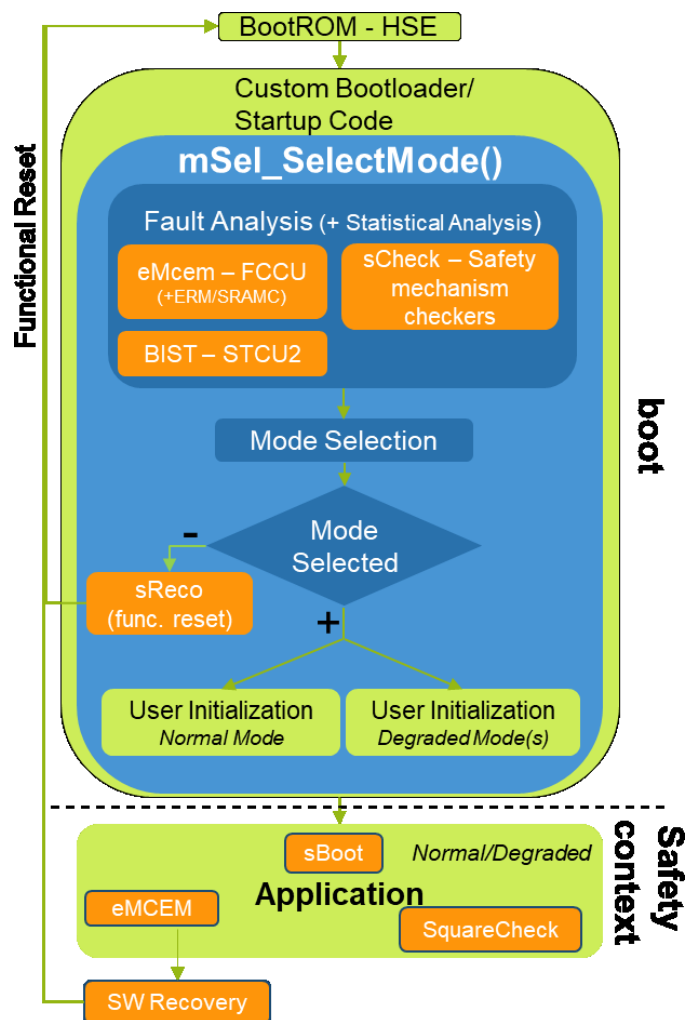 BootROM - HSE
Custom Bootloader/
Startup Code
mSel_SelectMode()
Fault Analysis (+ Statistical Analysis)
eMcem – FCCU
(+ERM/SRAMC)
sCheck – Safety
mechanism
checkers
BIST – STCU2
Functional Reset
boot
Mode Selection
Mode
Selected
-
sReco
(func. reset)
+
User Initialization
Normal Mode
User Initialization
Degraded Mode(s)
Safety
context
sBoot
Normal/Degraded
Application
eMCEM
SquareCheck
SW Recovery